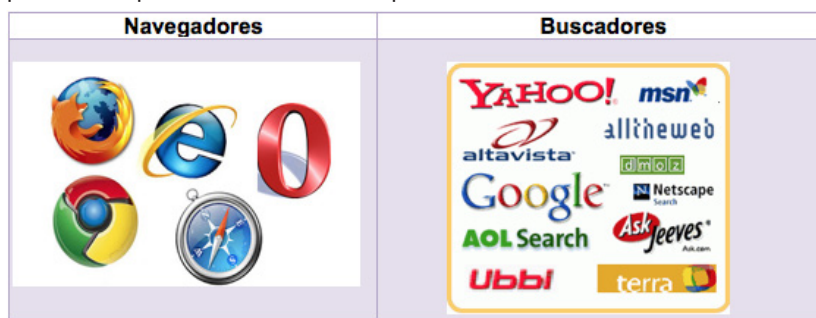 Navegadores
Buscadores
YAHOO!
msn
altavista
alltheweb
dmoz
Google
Netscape
Search
AOL Search
Ask Jeeves
Ask.com
Ubbi
terra